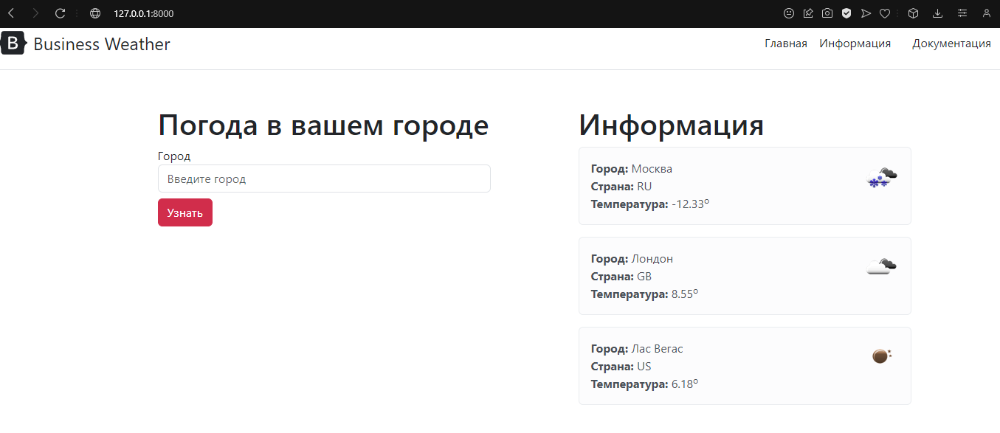 127.0.0.1:8000
B Business Weather
Главная Информация Документация
Погода в вашем городе
Город
Введите город
Узнать
Информация
Город: Москва
Страна: RU
Температура: -12.33°
Город: Лондон
Страна: GB
Температура: 8.55°
Город: Лас Вегас
Страна: US
Температура: 6.18°